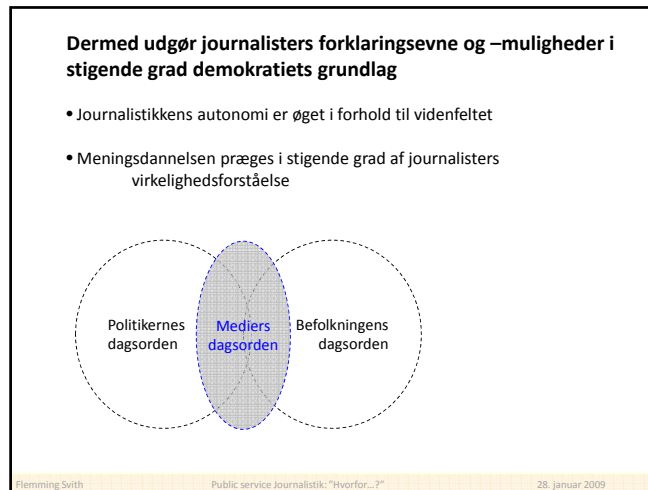 Dermed udgør journalisters forklaringsevne og –muligheder i
stigende grad demokratiets grundlag
• Journalistikkens autonomi er øget i forhold til videnfeltet
• Meningsdannelsen præges i stigende grad af journalisters
virkelighedsforståelse
Politikernes
dagsorden
Mediers
dagsorden
Befolkningens
dagsorden
Flemming Svith Public service Journalistik: "Hvorfor...?" 28. januar 2009